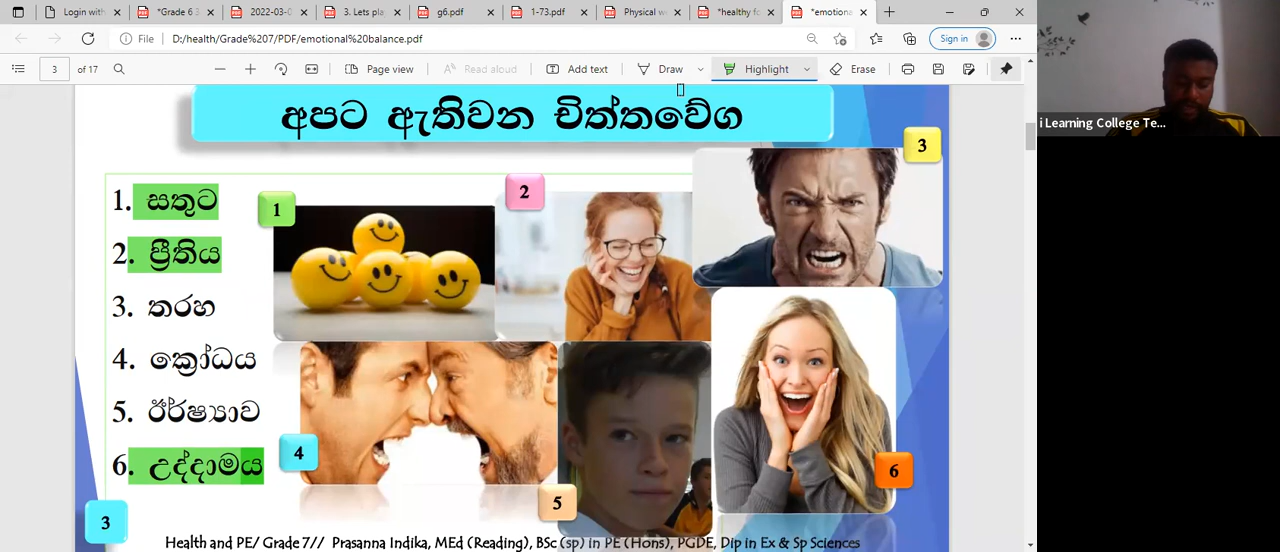 Login with
*Grade 6 3
2022-03-0
3. Lets pla
g6.pdf
1-73.pdf
Physical w
*healthy fo
*emotiona
File D:/health/Grade%207/PDF/emotional%20balance.pdf
Sign in
3 of 17
Page view
Read aloud
Add text
Draw
Highlight
Erase
i Learning College Te...
අපට ඇතිවන චිත්තවේග
1. සතුට
2. ප්‍රීතිය
3. තරහ
4. ක්‍රෝධය
5. ඊර්ෂ්‍යාව
6. උද්දාමය
1
2
3
4
5
6
3
Health and PE/ Grade 7// Prasanna Indika, MEd (Reading), BSc (sp) in PE (Hons), PGDE, Dip in Ex & Sp Sciences